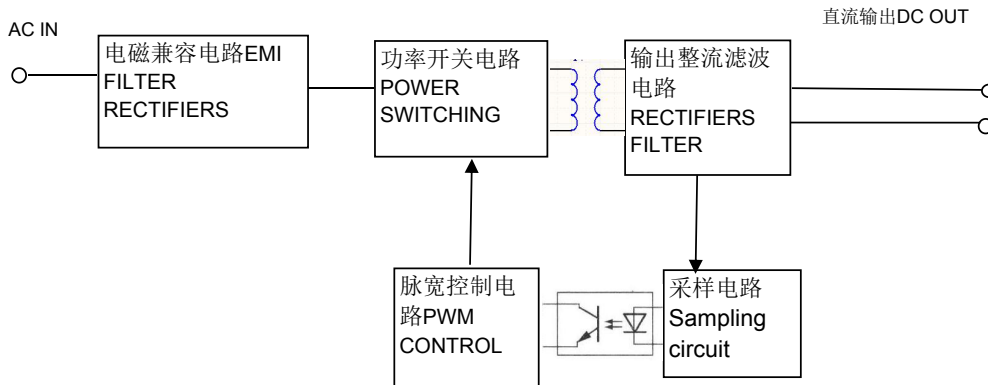 直流输出DC OUT
AC IN
电磁兼容电路EMI
FILTER
RECTIFIERS
功率开关电路
POWER
SWITCHING
输出整流滤波
电路
RECTIFIERS
FILTER
脉宽控制电
路PWM
CONTROL
采样电路
Sampling
circuit